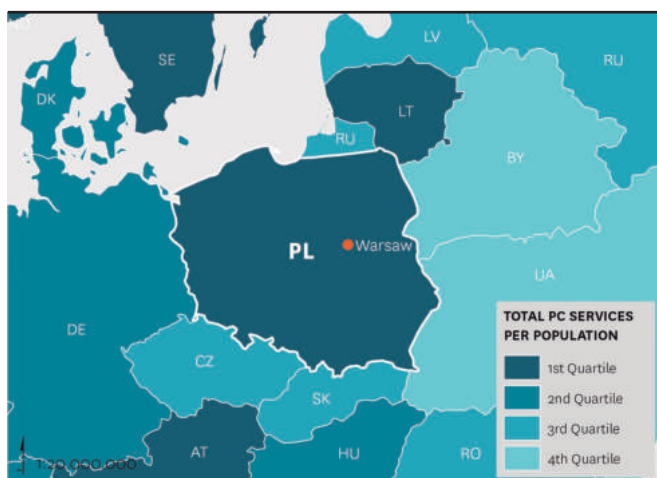 SE
LV
RU
DK
LT
RU
BY
PL
Warsaw
UA
DE
TOTAL PC SERVICES
PER POPULATION
1st Quartile
2nd Quartile
3rd Quartile
4th Quartile
CZ
SK
AT
HU
RO
1:20,000,000